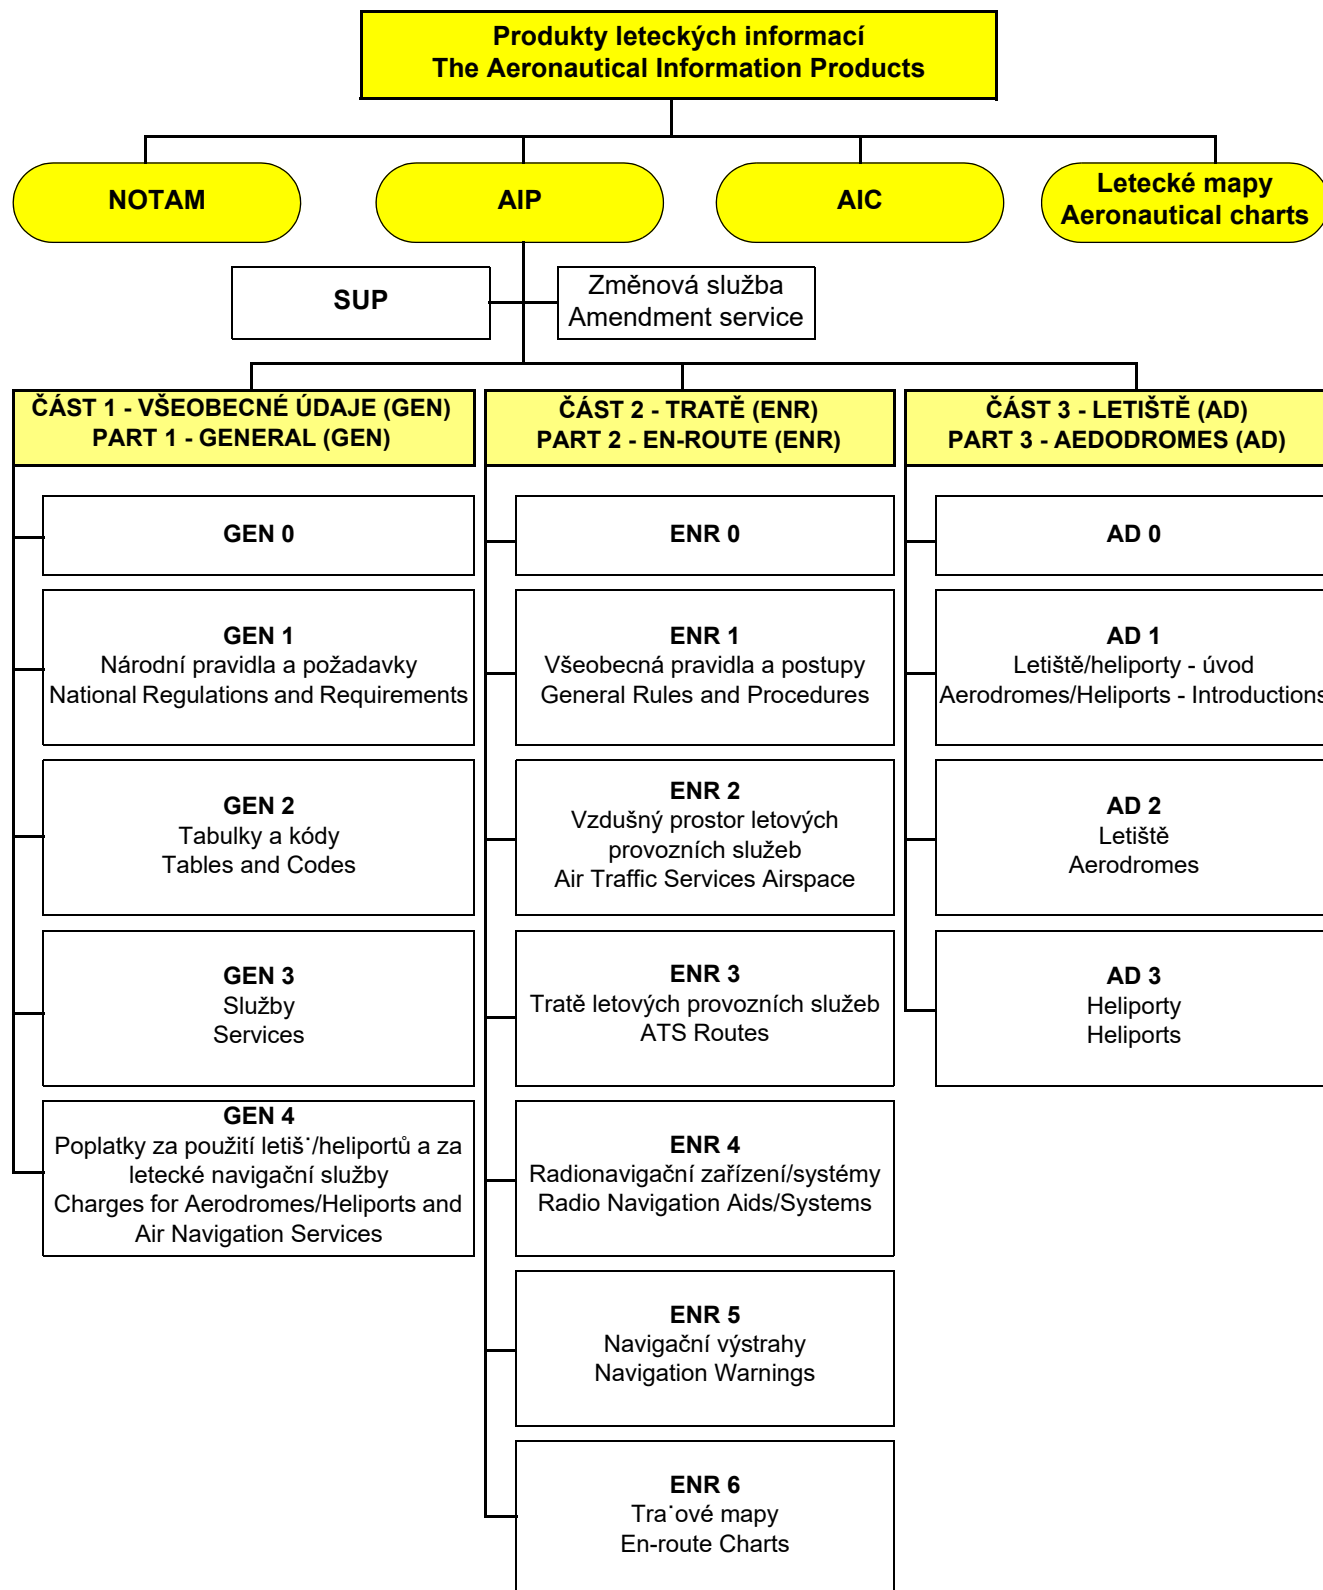 Produkty leteckých informací
The Aeronautical Information Products
NOTAM
AIP
AIC
Letecké mapy
Aeronautical charts
SUP
Změnová služba
Amendment service
ČÁST 1 - VŠEOBECNÉ ÚDAJE (GEN)
PART 1 - GENERAL (GEN)
ČÁST 2 - TRATĚ (ENR)
PART 2 - EN-ROUTE (ENR)
ČÁST 3 - LETIŠTĚ (AD)
PART 3 - AEDODROMES (AD)
GEN 0
GEN 1
Národní pravidla a požadavky
National Regulations and Requirements
GEN 2
Tabulky a kódy
Tables and Codes
GEN 3
Služby
Services
GEN 4
Poplatky za použití letiš˙/heliportů a za
letecké navigační služby
Charges for Aerodromes/Heliports and
Air Navigation Services
ENR 0
ENR 1
Všeobecná pravidla a postupy
General Rules and Procedures
ENR 2
Vzdušný prostor letových
provozních služeb
Air Traffic Services Airspace
ENR 3
Tratě letových provozních služeb
ATS Routes
ENR 4
Radionavigační zařízení/systémy
Radio Navigation Aids/Systems
ENR 5
Navigační výstrahy
Navigation Warnings
ENR 6
Tra˙ové mapy
En-route Charts
AD 0
AD 1
Letiště/heliporty - úvod
Aerodromes/Heliports - Introductions
AD 2
Letiště
Aerodromes
AD 3
Heliporty
Heliports